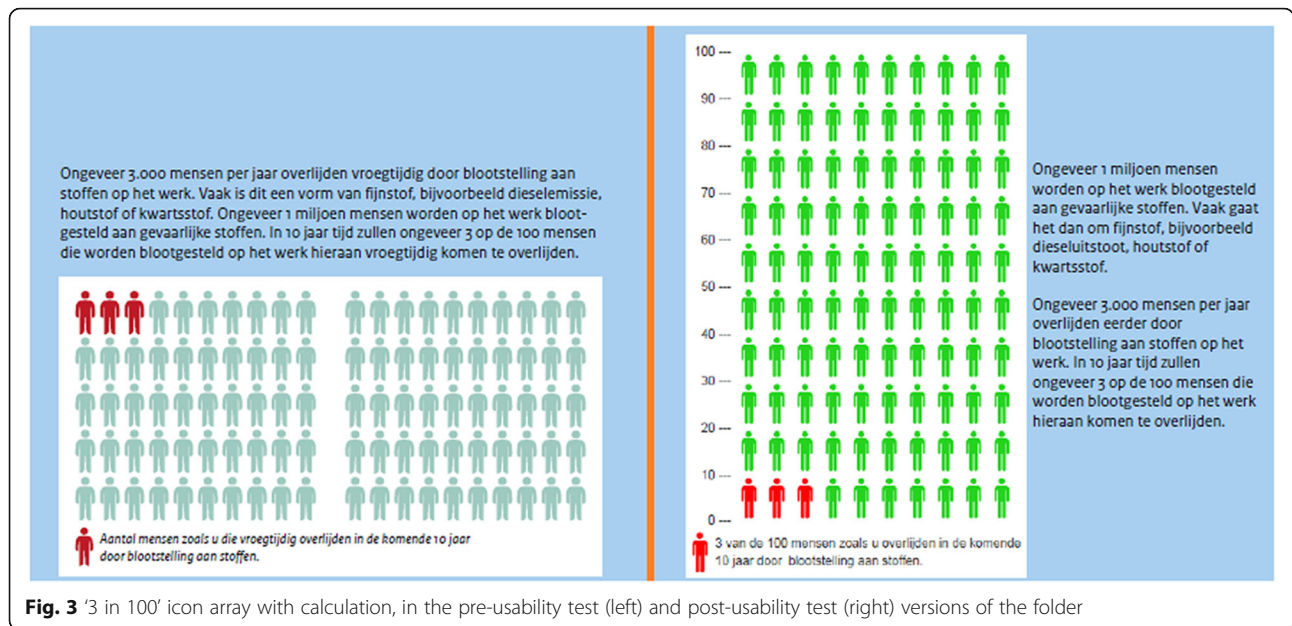 Ongeveer 3.000 mensen per jaar overlijden vroegtijdig door blootstelling aan
stoffen op het werk. Vaak is dit een vorm van fijnstof, bijvoorbeeld dieselemissie,
houtstof of kwartsstof. Ongeveer 1 miljoen mensen worden op het werk bloot-
gesteld aan gevaarlijke stoffen. In 10 jaar tijd zullen ongeveer 3 op de 100 mensen
die worden blootgesteld op het werk hieraan vroegtijdig komen te overlijden.
Aantal mensen zoals u die vroegtijdig overlijden in de komende 10 jaar
door blootstelling aan stoffen.
100 ---
90 ---
80 ---
70 ---
60 ---
50 ---
40 ---
30 ---
20 ---
10 ---
0 ---
3 van de 100 mensen zoals u overlijden in de komende
10 jaar door blootstelling aan stoffen.
Ongeveer 1 miljoen mensen
worden op het werk blootgesteld
aan gevaarlijke stoffen. Vaak gaat
het dan om fijnstof, bijvoorbeeld
dieseluitstoot, houtstof of
kwartsstof.
Ongeveer 3.000 mensen per jaar
overlijden eerder door
blootstelling aan stoffen op het
werk. In 10 jaar tijd zullen
ongeveer 3 op de 100 mensen die
worden blootgesteld op het werk
hieraan komen te overlijden.
Fig. 3 '3 in 100' icon array with calculation, in the pre-usability test (left) and post-usability test (right) versions of the folder